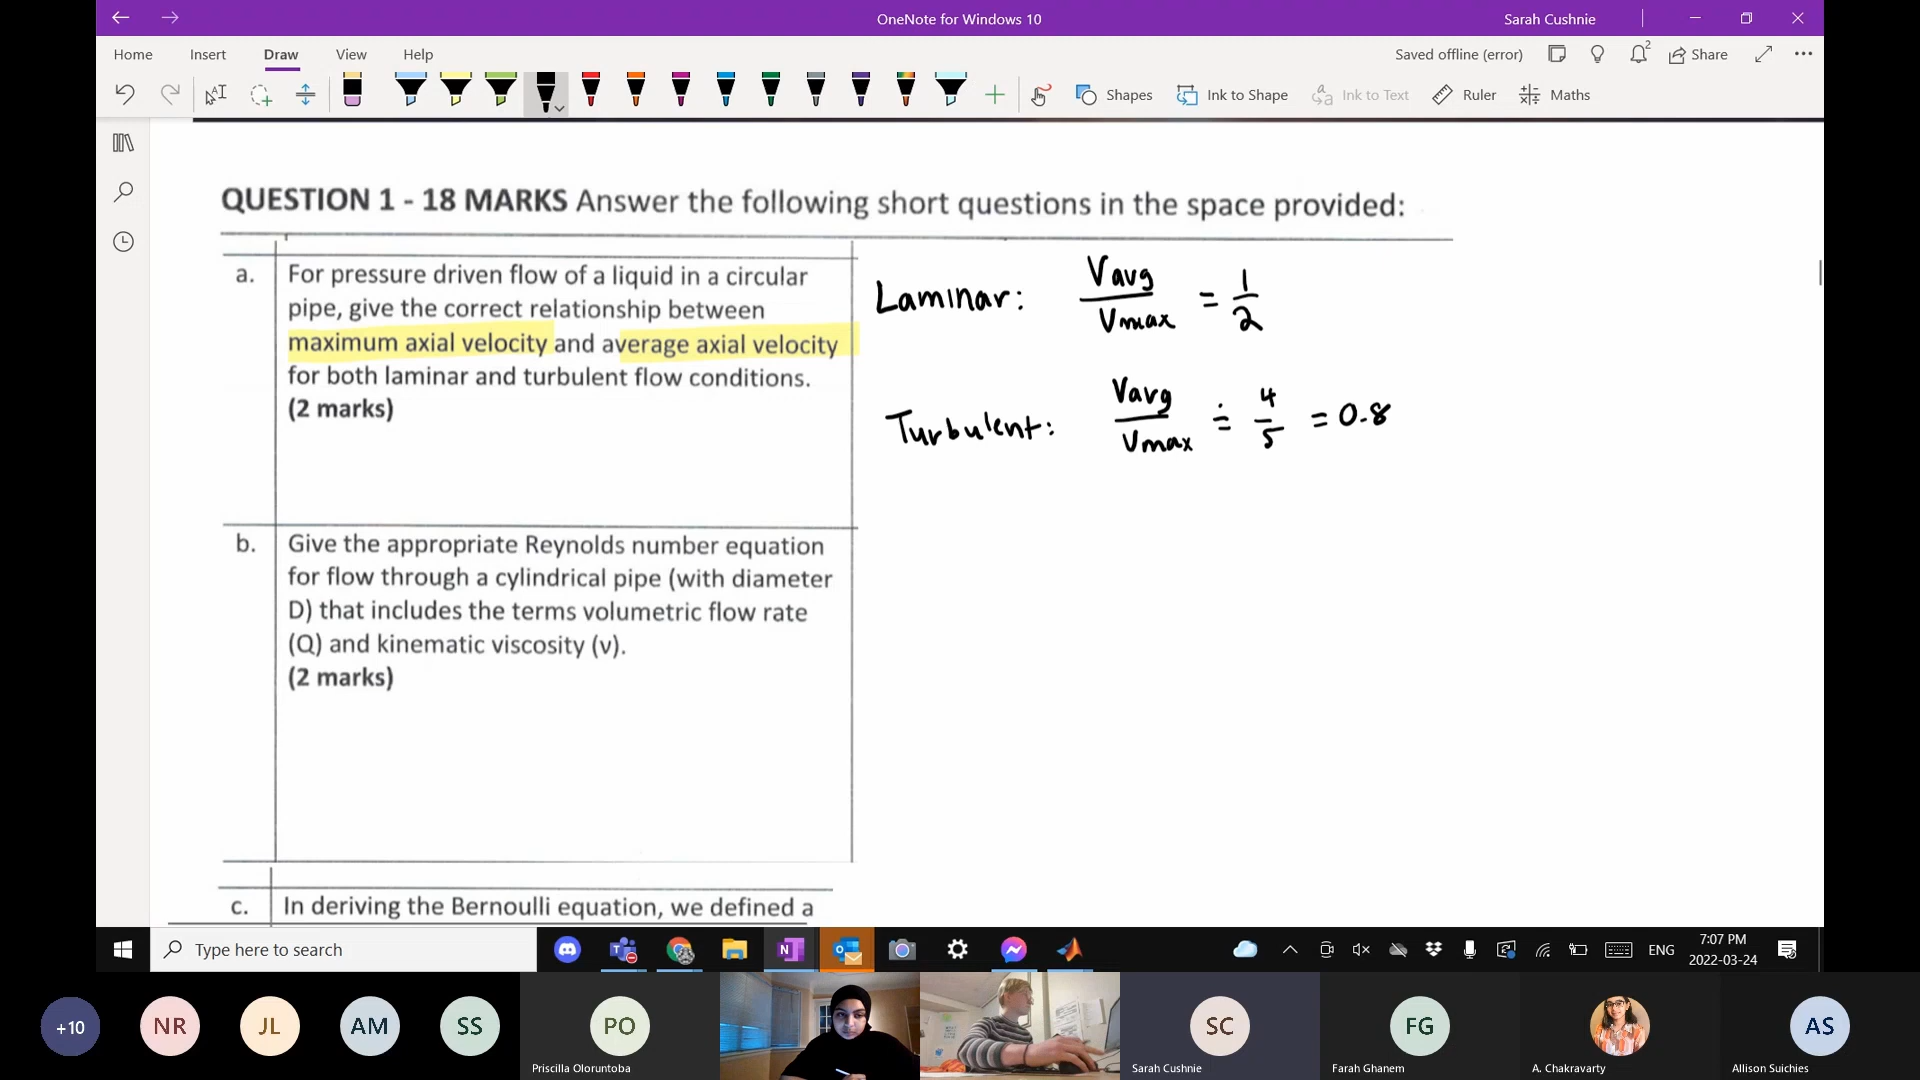 OneNote for Windows 10
Sarah Cushnie
Home Insert Draw View Help
Saved offline (error)
2
Share
Shapes
Ink to Shape
Ink to Text
Ruler
Maths
QUESTION 1 - 18 MARKS Answer the following short questions in the space provided:
a. For pressure driven flow of a liquid in a circular
pipe, give the correct relationship between
maximum axial velocity and average axial velocity
for both laminar and turbulent flow conditions.
(2 marks)
Laminar: Vavg / Vmax = 1/2
Turbulent: Vavg / Vmax ≐ 4/5 = 0.8
b. Give the appropriate Reynolds number equation
for flow through a cylindrical pipe (with diameter
D) that includes the terms volumetric flow rate
(Q) and kinematic viscosity (v).
(2 marks)
c. In deriving the Bernoulli equation, we defined a
Type here to search
ENG
7:07 PM
2022-03-24
+10
NR
JL
AM
SS
PO
Priscilla Oloruntoba
SC
Sarah Cushnie
FG
Farah Ghanem
A. Chakravarty
AS
Allison Suichies